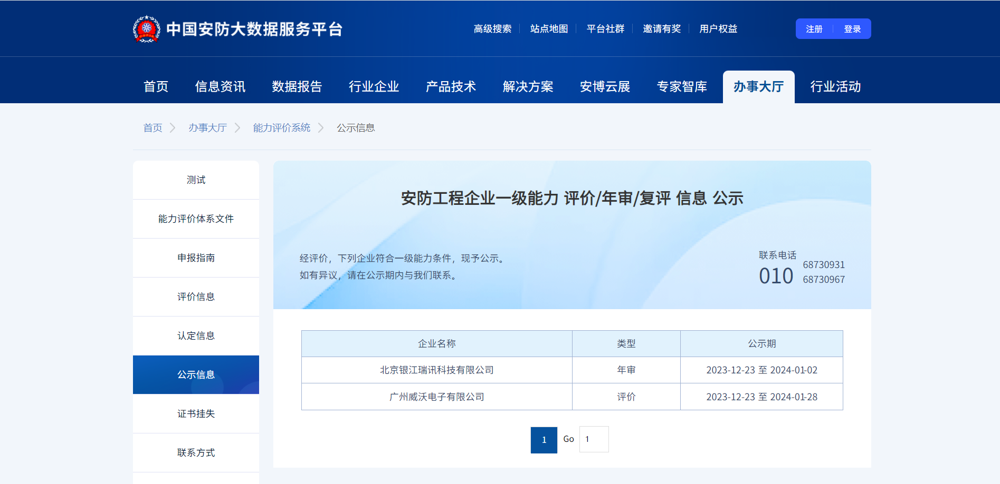 中国安防大数据服务平台
高级搜索 站点地图 平台社群 邀请有奖 用户权益
注册 登录
首页 信息资讯 数据报告 行业企业 产品技术 解决方案 安博云展 专家智库 办事大厅 行业活动
首页 办事大厅 能力评价系统 公示信息
测试
能力评价体系文件
申报指南
评价信息
认定信息
公示信息
证书挂失
联系方式
安防工程企业一级能力 评价/年审/复评 信息 公示
经评价，下列企业符合一级能力条件，现予公示。
如有异议，请在公示期内与我们联系。
联系电话
010
68730931
68730967
企业名称 类型 公示期
北京银江瑞讯科技有限公司 年审 2023-12-23 至 2024-01-02
广州威沃电子有限公司 评价 2023-12-23 至 2024-01-28
1 Go 1